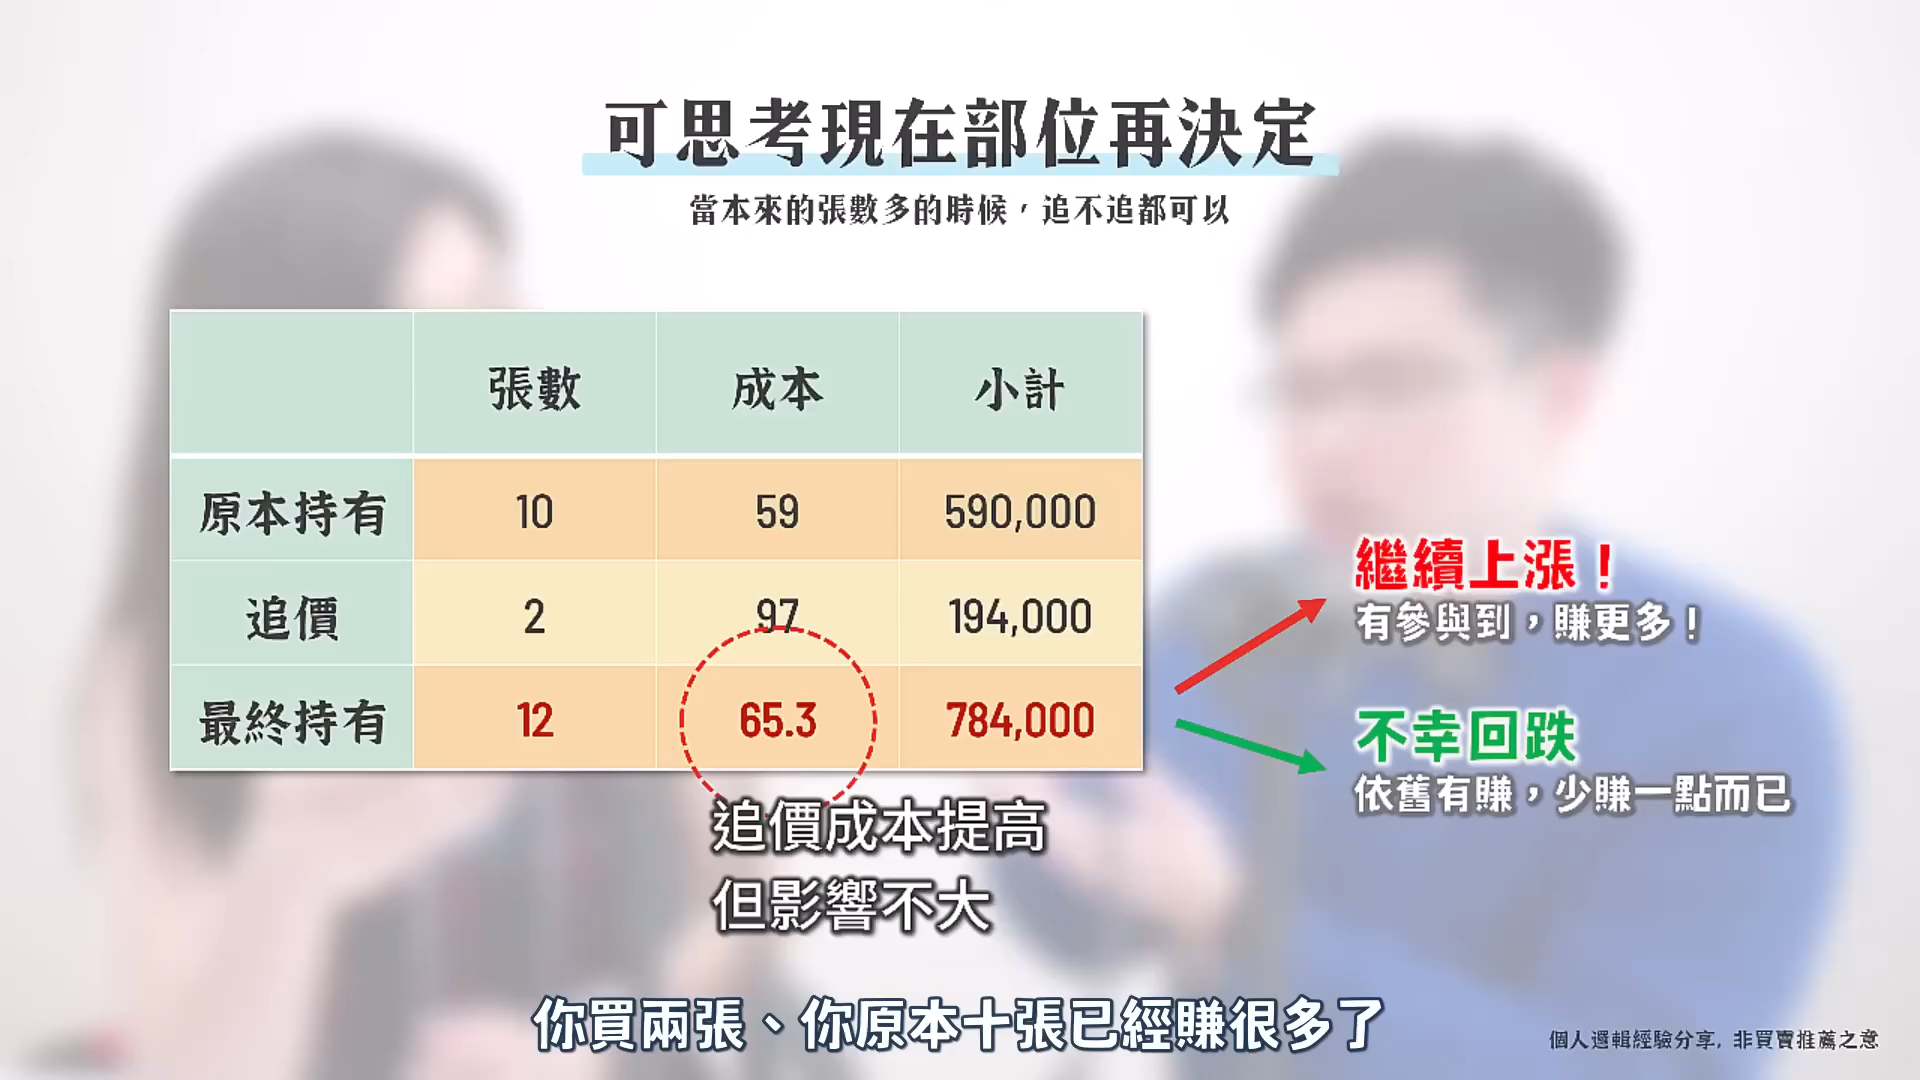 可思考現在部位再決定
當本來的張數多的時候，追不追都可以
張數 成本 小計
原本持有 10 59 590,000
追價 2 97 194,000
最終持有 12 65.3 784,000
繼續上漲！
有參與到，賺更多！
不幸回跌
依舊有賺，少賺一點而已
追價成本提高
但影響不大
你買兩張、你原本十張已經賺很多了
個人邏輯經驗分享，非買賣推薦之意